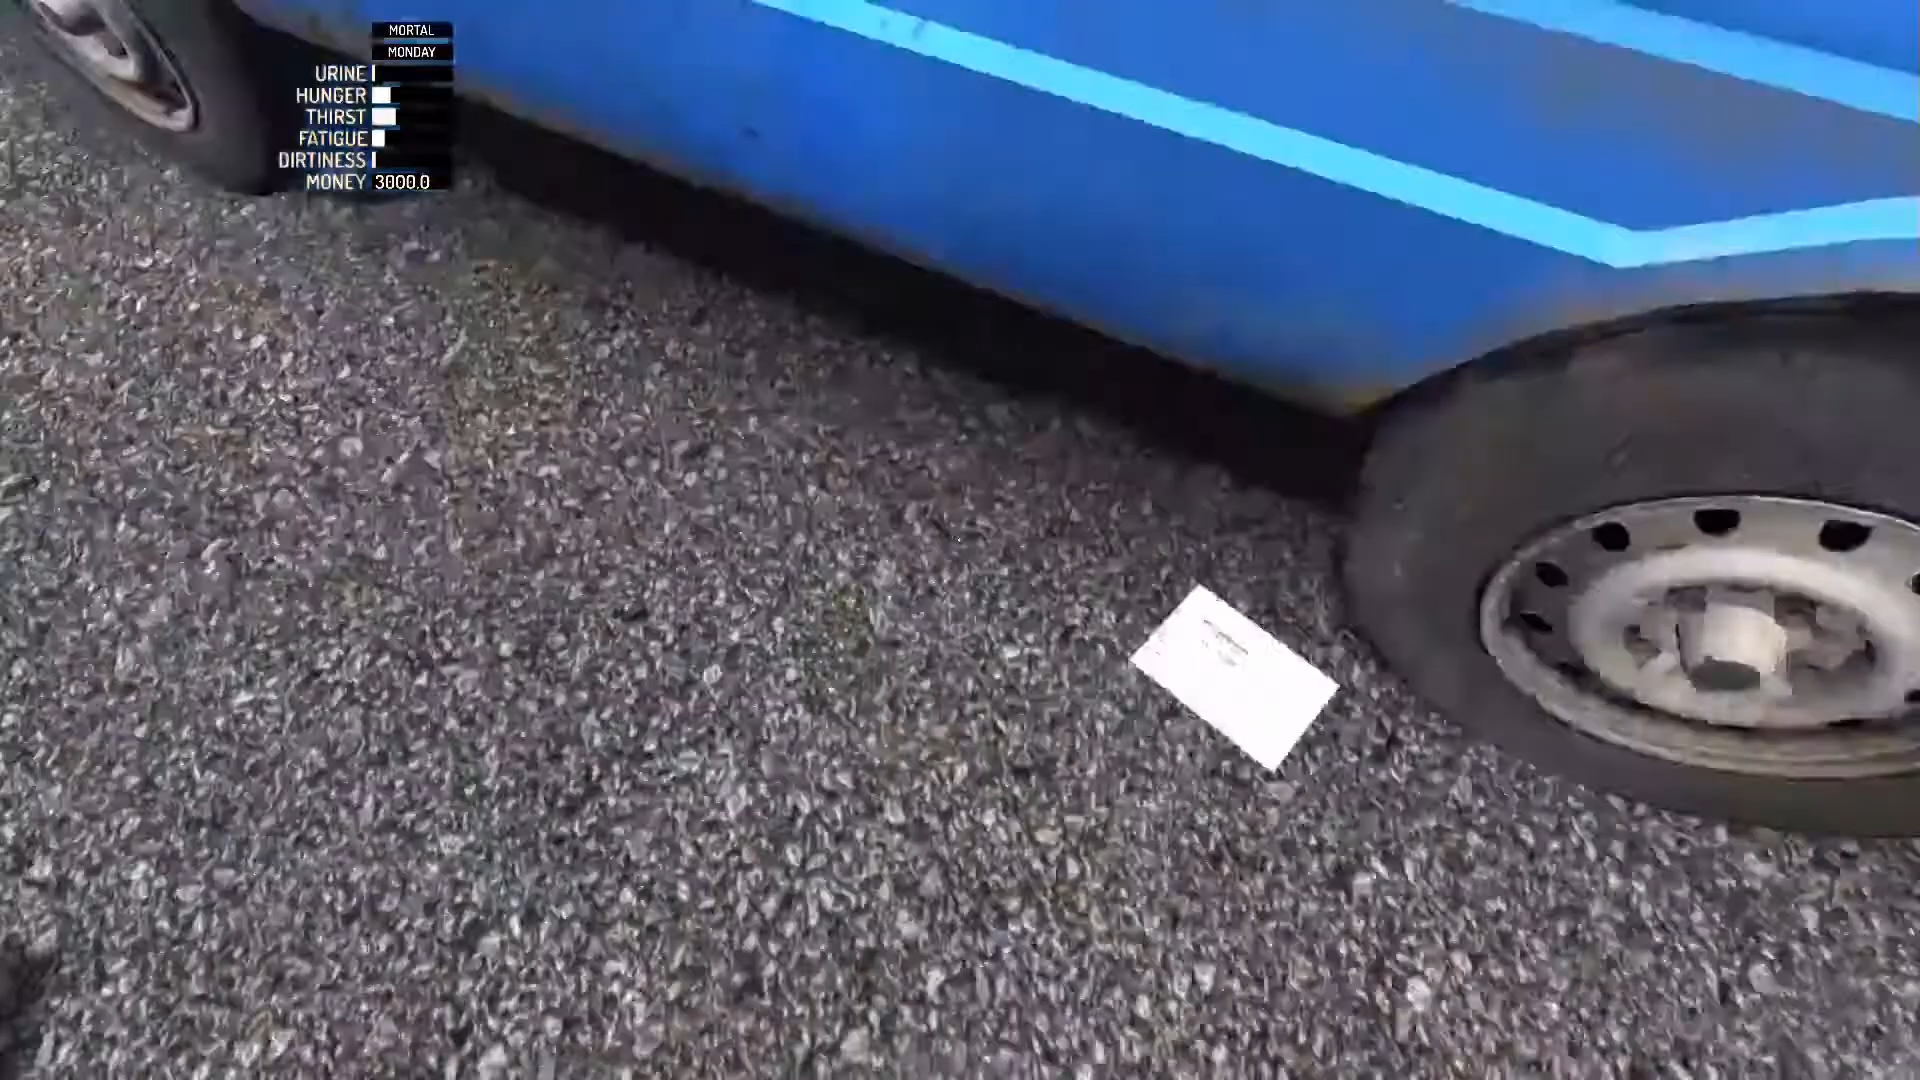 MORTAL
MONDAY
URINE
HUNGER
THIRST
FATIGUE
DIRTINESS
MONEY 3000.0